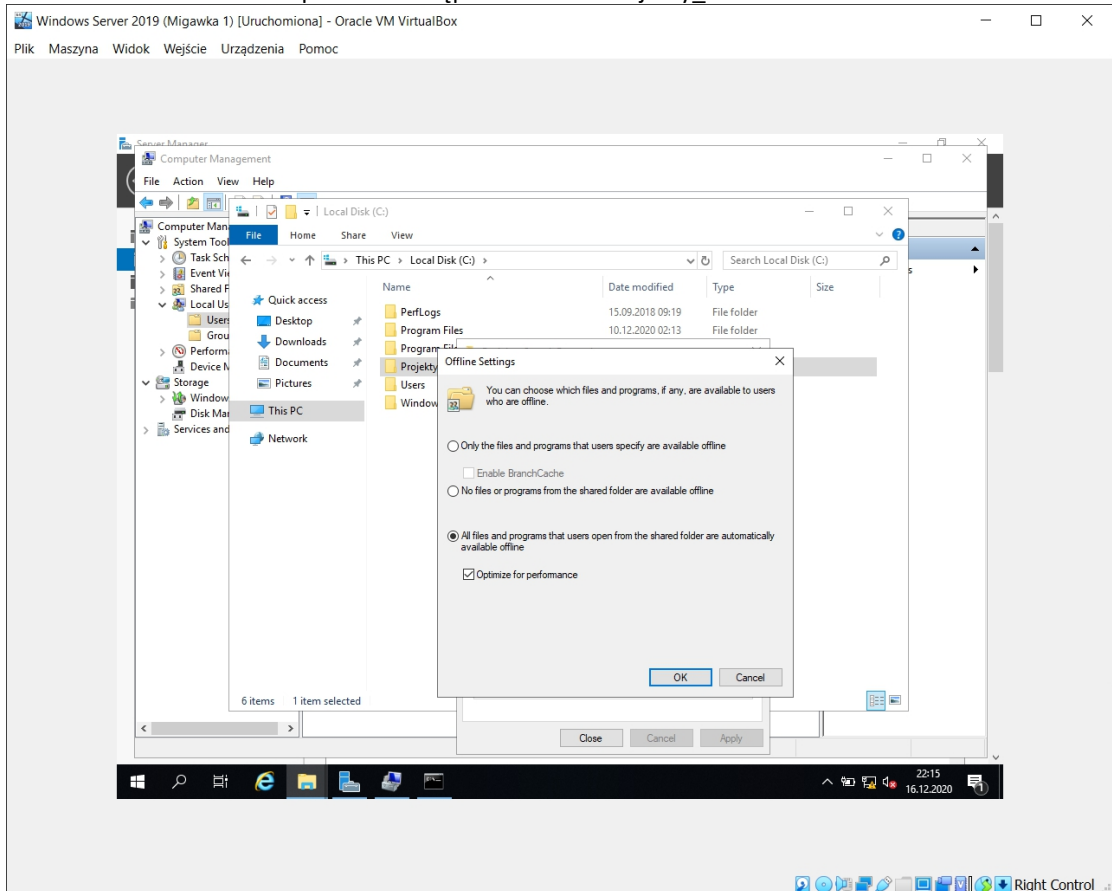 Windows Server 2019 (Migawka 1) [Uruchomiona] - Oracle VM VirtualBox
Plik Maszyna Widok Wejście Urządzenia Pomoc
Server Manager
Computer Management
File Action View Help
Local Disk (C:)
File Home Share View
This PC > Local Disk (C:) >
Search Local Disk (C:)
Computer Man
System Tool
Task Sch
Event Vie
Shared F
Local Us
Users
Grou
Perform
Device M
Storage
Window
Disk Mar
Services and
Quick access
Desktop
Downloads
Documents
Pictures
This PC
Network
Name Date modified Type Size
PerfLogs 15.09.2018 09:19 File folder
Program Files 10.12.2020 02:13 File folder
Program File
Projekty
Users
Window
Offline Settings
You can choose which files and programs, if any, are available to users
who are offline.
Only the files and programs that users specify are available offline
Enable BranchCache
No files or programs from the shared folder are available offline
All files and programs that users open from the shared folder are automatically
available offline
Optimize for performance
OK Cancel
6 items 1 item selected
Close Cancel Apply
22:15
16.12.2020
1
Right Control